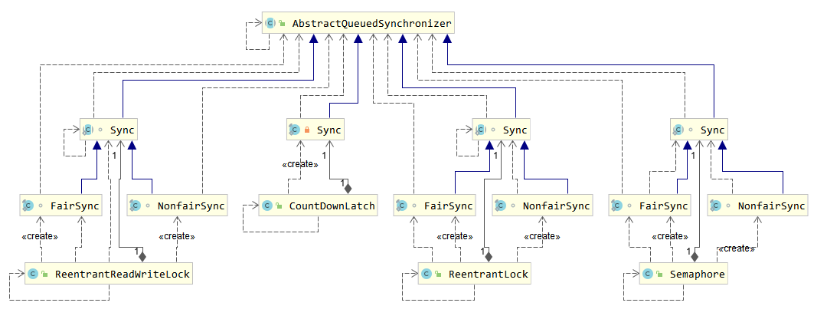 AbstractQueuedSynchronizer
Sync
Sync
Sync
Sync
1
1
1
1
«create»
FairSync
NonfairSync
CountDownLatch
FairSync
NonfairSync
FairSync
NonfairSync
1
«create»
«create»
«create»
«create»
«create»
1
1
1
ReentrantReadWriteLock
ReentrantLock
Semaphore